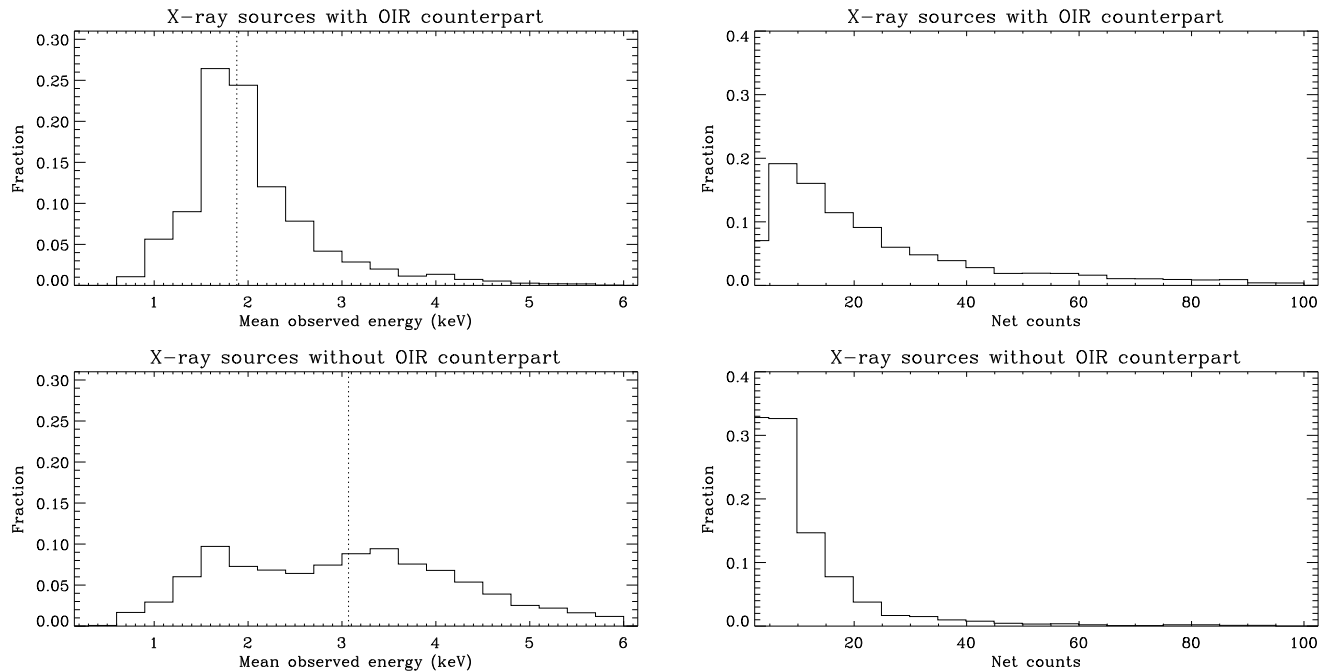 X-ray sources with OIR counterpart
0.30
0.25
0.20
0.15
0.10
0.05
0.00
Fraction
1 2 3 4 5 6
Mean observed energy (keV)
X-ray sources with OIR counterpart
0.4
0.3
0.2
0.1
0.0
Fraction
20 40 60 80 100
Net counts
X-ray sources without OIR counterpart
0.30
0.25
0.20
0.15
0.10
0.05
0.00
Fraction
1 2 3 4 5 6
Mean observed energy (keV)
X-ray sources without OIR counterpart
0.4
0.3
0.2
0.1
0.0
Fraction
20 40 60 80 100
Net counts